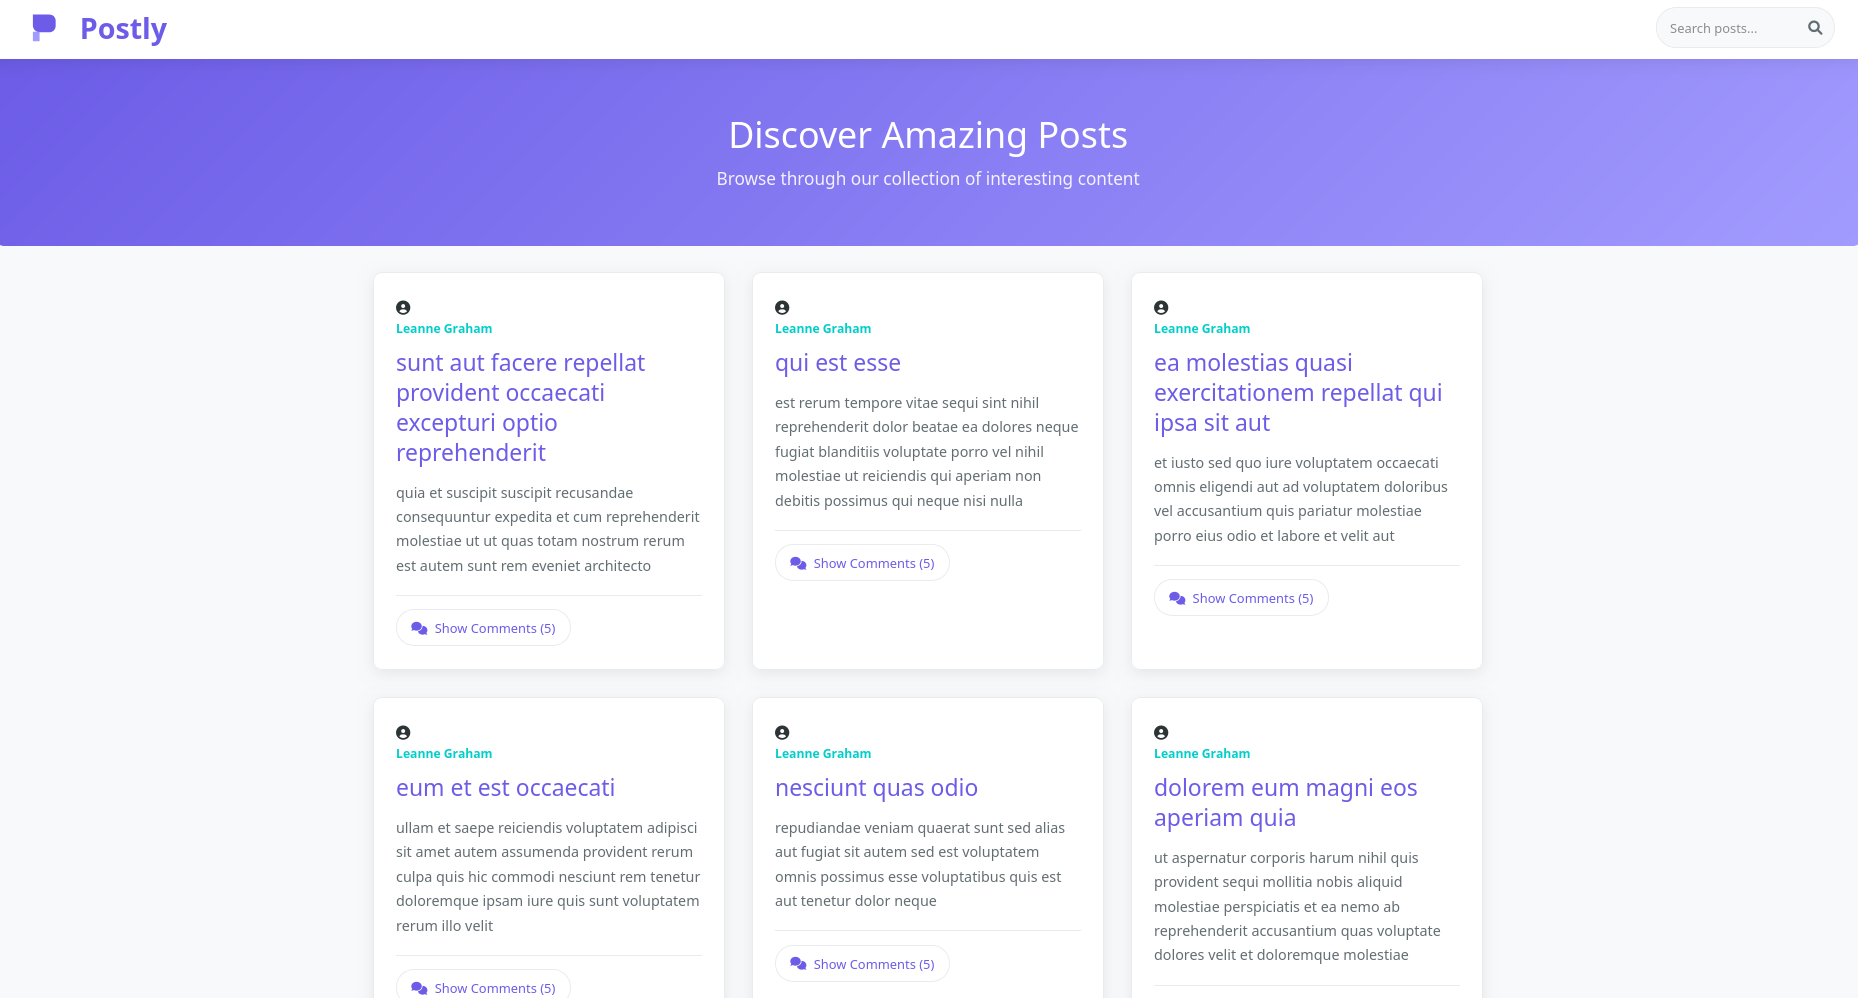 Postly
Search posts...
Discover Amazing Posts
Browse through our collection of interesting content
Leanne Graham
sunt aut facere repellat
provident occaecati
excepturi optio
reprehenderit
quia et suscipit suscipit recusandae
consequuntur expedita et cum reprehenderit
molestiae ut ut quas totam nostrum rerum
est autem sunt rem eveniet architecto
Show Comments (5)
Leanne Graham
qui est esse
est rerum tempore vitae sequi sint nihil
reprehenderit dolor beatae ea dolores neque
fugiat blanditiis voluptate porro vel nihil
molestiae ut reiciendis qui aperiam non
debitis possimus qui neque nisi nulla
Show Comments (5)
Leanne Graham
ea molestias quasi
exercitationem repellat qui
ipsa sit aut
et iusto sed quo iure voluptatem occaecati
omnis eligendi aut ad voluptatem doloribus
vel accusantium quis pariatur molestiae
porro eius odio et labore et velit aut
Show Comments (5)
Leanne Graham
eum et est occaecati
ullam et saepe reiciendis voluptatem adipisci
sit amet autem assumenda provident rerum
culpa quis hic commodi nesciunt rem tenetur
doloremque ipsam iure quis sunt voluptatem
rerum illo velit
Show Comments (5)
Leanne Graham
nesciunt quas odio
repudiandae veniam quaerat sunt sed alias
aut fugiat sit autem sed est voluptatem
omnis possimus esse voluptatibus quis est
aut tenetur dolor neque
Show Comments (5)
Leanne Graham
dolorem eum magni eos
aperiam quia
ut aspernatur corporis harum nihil quis
provident sequi mollitia nobis aliquid
molestiae perspiciatis et ea nemo ab
reprehenderit accusantium quas voluptate
dolores velit et doloremque molestiae